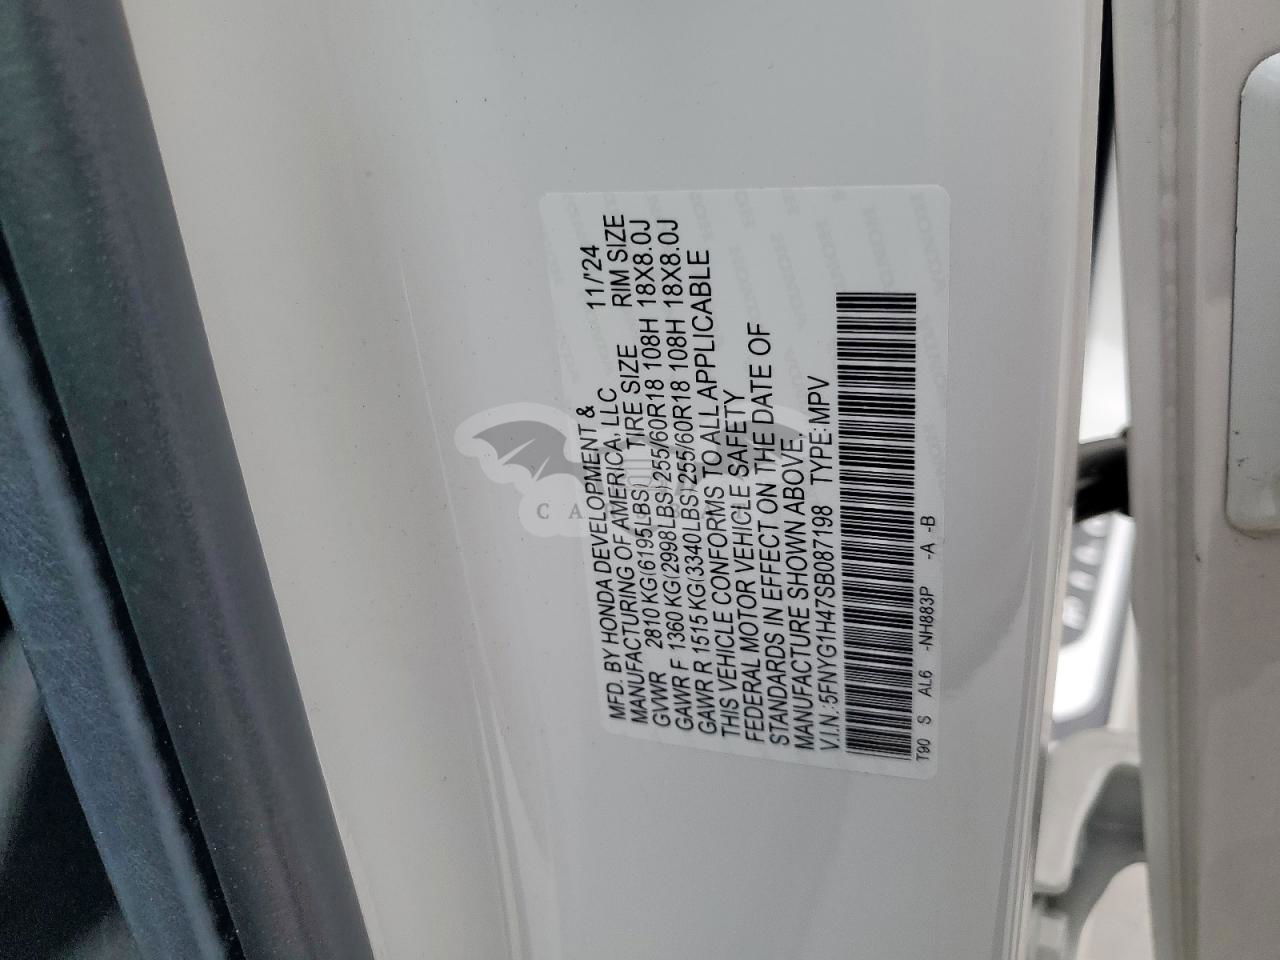 MFD. BY HONDA DEVELOPMENT & 11/'24
MANUFACTURING OF AMERICA, LLC
GVWR 2810 KG(6195LBS) TIRE SIZE RIM SIZE
GAWR F 1360 KG(2998LBS) 255/60R18 108H 18X8.0J
GAWR R 1515 KG(3340LBS) 255/60R18 108H 18X8.0J
THIS VEHICLE CONFORMS TO ALL APPLICABLE
FEDERAL MOTOR VEHICLE SAFETY
STANDARDS IN EFFECT ON THE DATE OF
MANUFACTURE SHOWN ABOVE.
V.I.N.:5FNYG1H47SB087198 TYPE:MPV
T90 S AL6 -NH883P -A -B